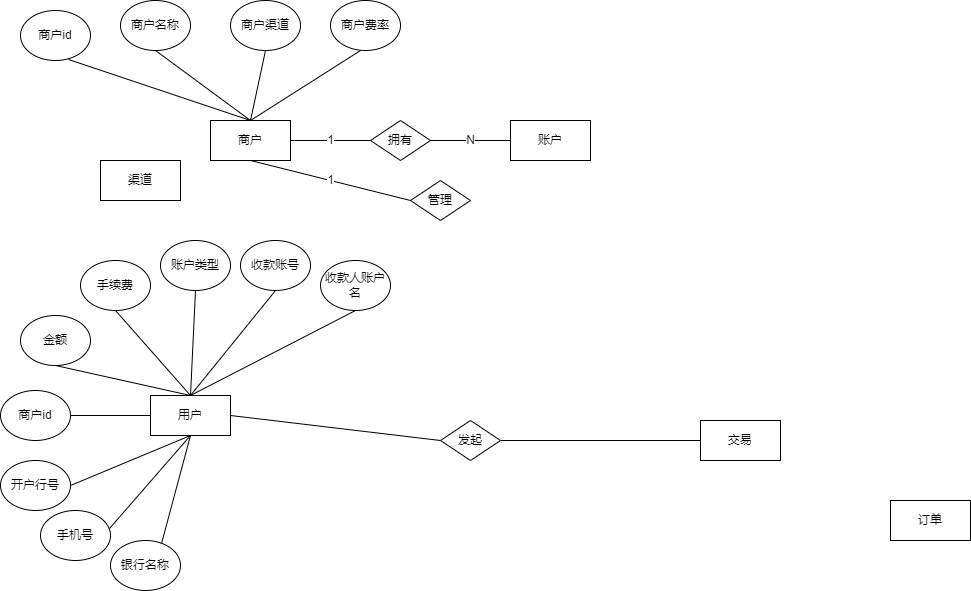 商户id
商户名称
商户渠道
商户费率
商户
1
拥有
N
账户
渠道
1
管理
账户类型
收款账号
手续费
收款人账户
名
金额
商户id
用户
发起
交易
开户行号
手机号
银行名称
订单